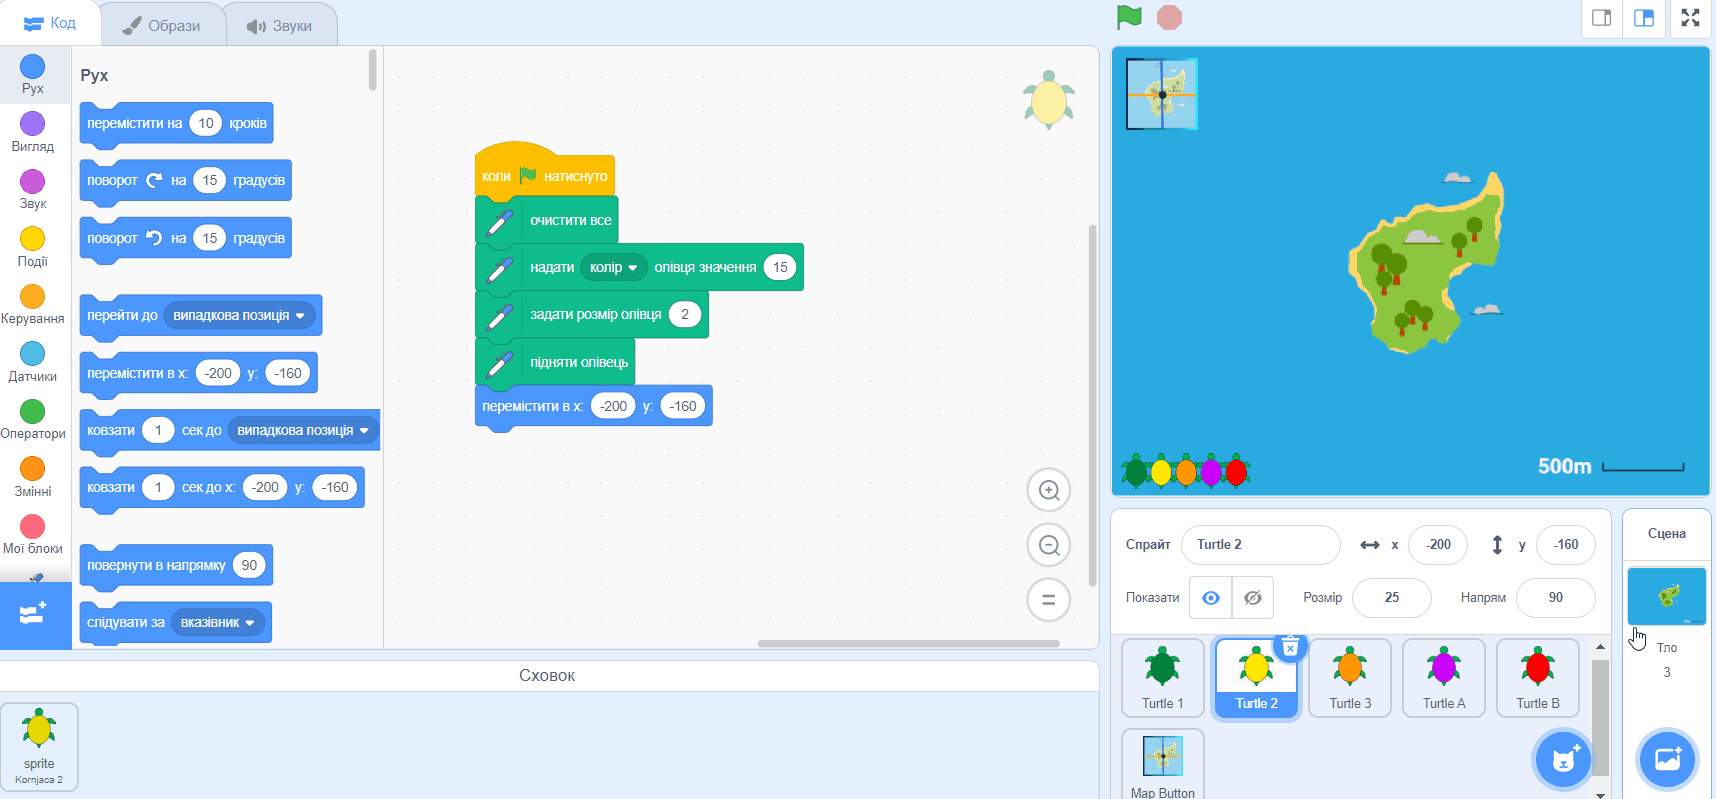 Код
Образи
Звуки
Рух
Вигляд
Звук
Події
Керування
Датчики
Оператори
Змінні
Мої блоки
Рух
перемістити на 10 кроків
поворот на 15 градусів
поворот на 15 градусів
перейти до випадкова позиція
перемістити в x: -200 y: -160
ковзати 1 сек до випадкова позиція
ковзати 1 сек до x: -200 y: -160
повернути в напрямку 90
слідувати за вказівник
коли натиснуто
очистити все
надати колір олівця значення 15
задати розмір олівця 2
підняти олівець
перемістити в x: -200 y: -160
500m
Спрайт Turtle 2 x -200 y -160
Показати Розмір 25 Напрям 90
Turtle 1
Turtle 2
Turtle 3
Turtle A
Turtle B
Map Button
Сцена
Тло
3
Сховок
sprite
Kornjaca 2